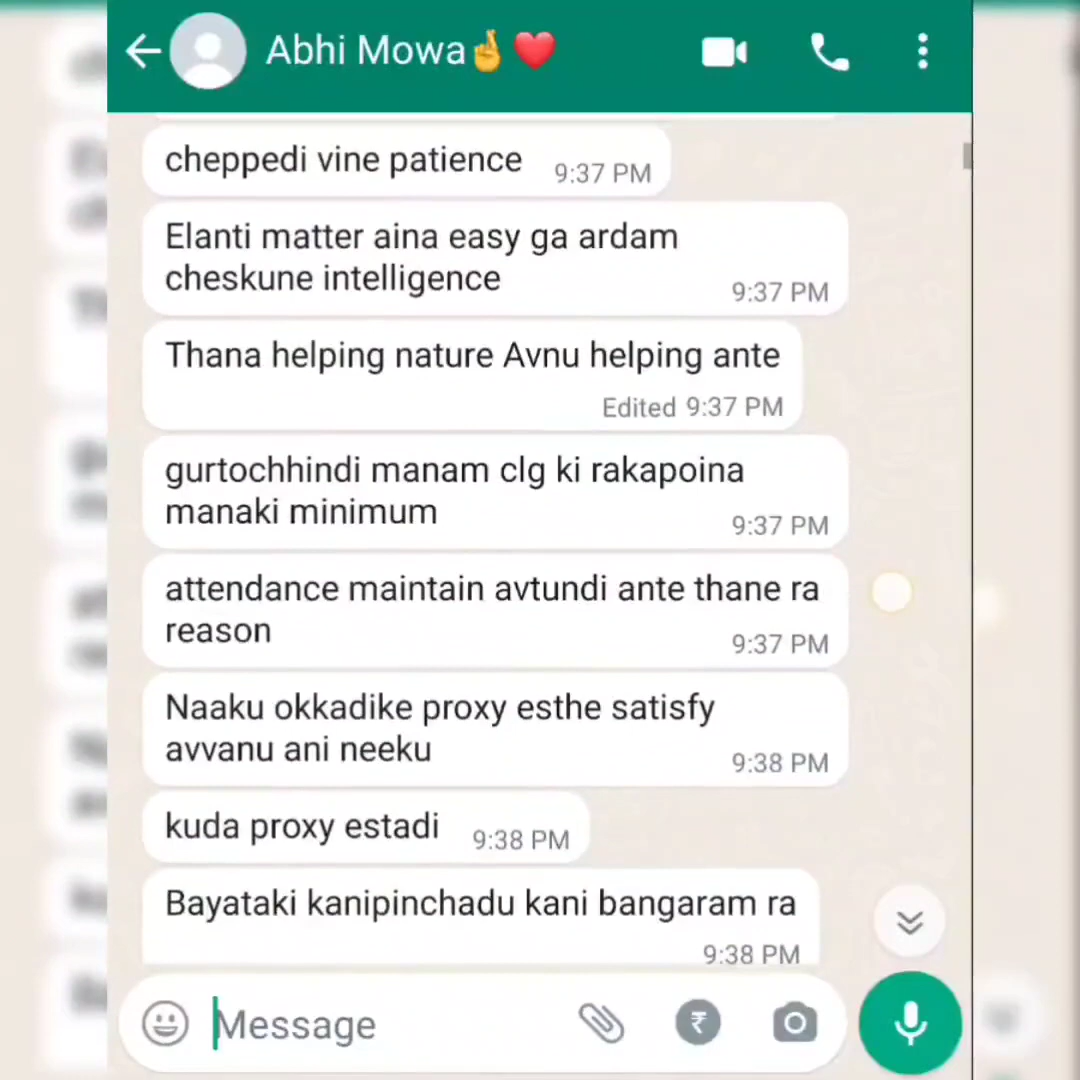 Abhi Mowa🤞❤️
cheppedi vine patience 9:37 PM
Elanti matter aina easy ga ardam
cheskune intelligence 9:37 PM
Thana helping nature Avnu helping ante
Edited 9:37 PM
gurtochhindi manam clg ki rakapoina
manaki minimum 9:37 PM
attendance maintain avtundi ante thane ra
reason 9:37 PM
Naaku okkadike proxy esthe satisfy
avvanu ani neeku 9:38 PM
kuda proxy estadi 9:38 PM
Bayataki kanipinchadu kani bangaram ra
9:38 PM
Message